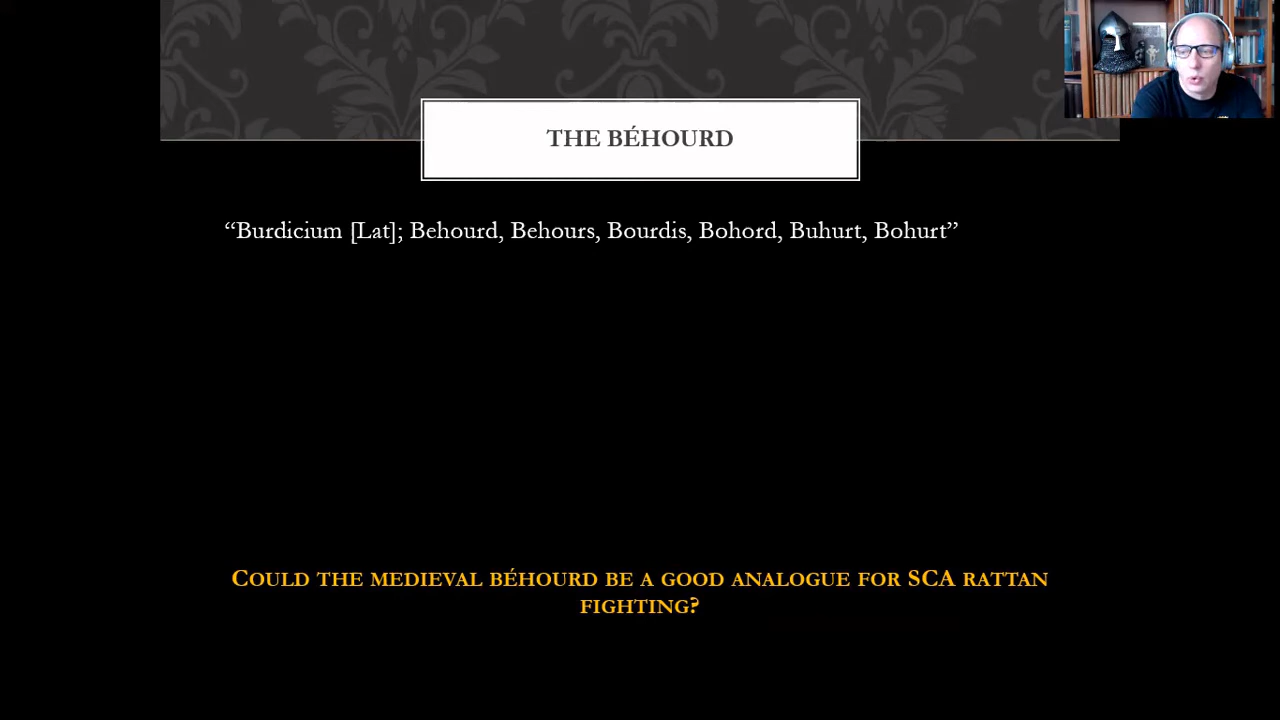 THE BÉHOURD
“Burdicium [Lat]; Behourd, Behours, Bourdis, Bohord, Buhurt, Bohurt”
COULD THE MEDIEVAL BÉHOURD BE A GOOD ANALOGUE FOR SCA RATTAN
FIGHTING?